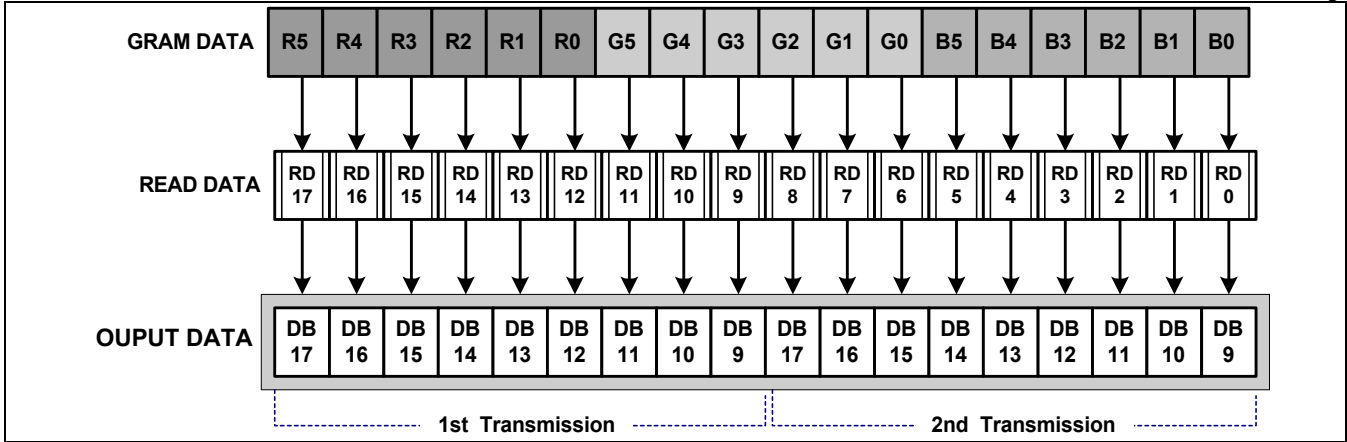 GRAM DATA R5 R4 R3 R2 R1 R0 G5 G4 G3 G2 G1 G0 B5 B4 B3 B2 B1 B0
READ DATA RD 17 RD 16 RD 15 RD 14 RD 13 RD 12 RD 11 RD 10 RD 9 RD 8 RD 7 RD 6 RD 5 RD 4 RD 3 RD 2 RD 1 RD 0
OUPUT DATA DB 17 DB 16 DB 15 DB 14 DB 13 DB 12 DB 11 DB 10 DB 9 DB 17 DB 16 DB 15 DB 14 DB 13 DB 12 DB 11 DB 10 DB 9
1st Transmission 2nd Transmission